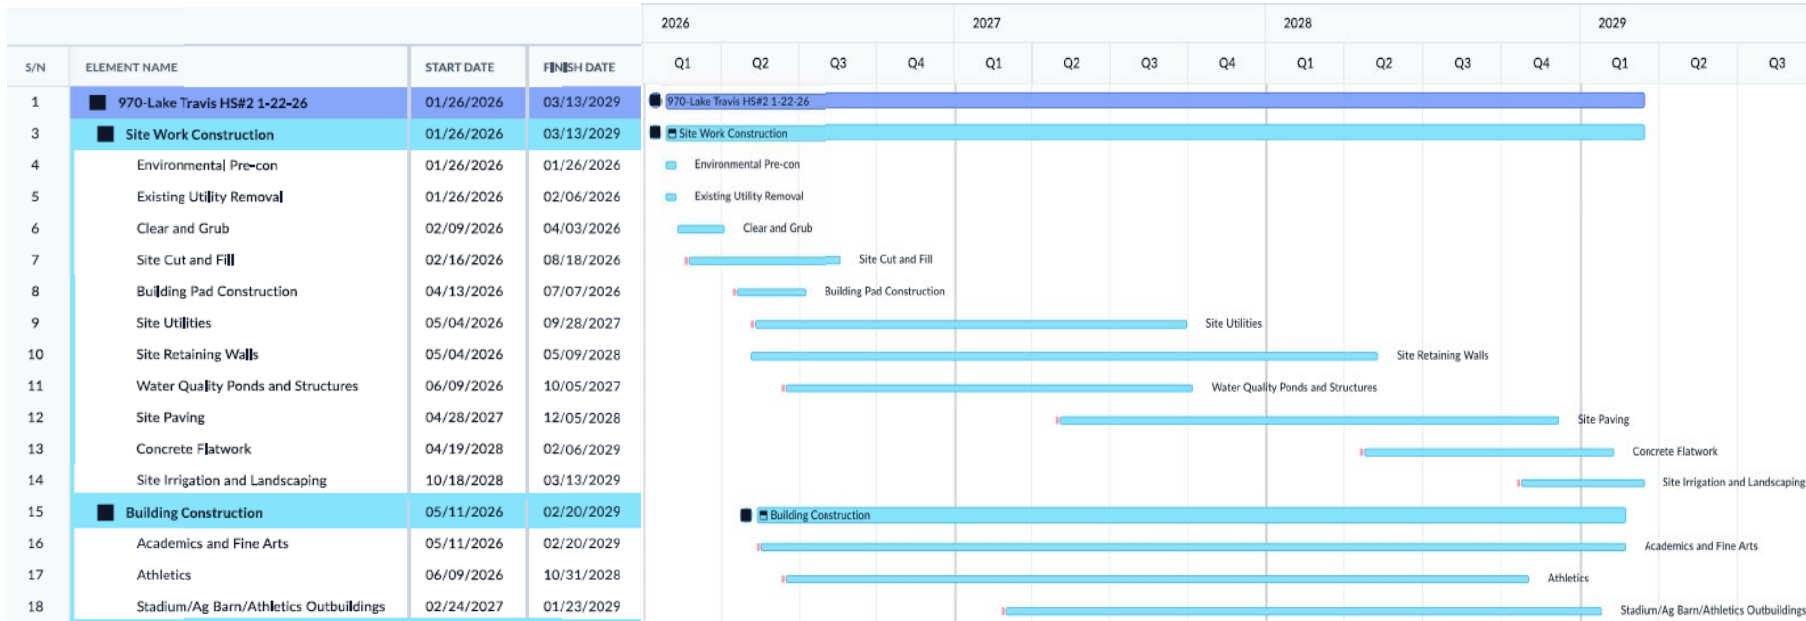 2026 2027 2028 2029
S/N ELEMENT NAME START DATE FINISH DATE Q1 Q2 Q3 Q4 Q1 Q2 Q3 Q4 Q1 Q2 Q3 Q4 Q1 Q2 Q3
1 970-Lake Travis HS#2 1-22-26 01/26/2026 03/13/2029 970-Lake Travis HS#2 1-22-26
3 Site Work Construction 01/26/2026 03/13/2029 Site Work Construction
4 Environmental Pre-con 01/26/2026 01/26/2026 Environmental Pre-con
5 Existing Utility Removal 01/26/2026 02/06/2026 Existing Utility Removal
6 Clear and Grub 02/09/2026 04/03/2026 Clear and Grub
7 Site Cut and Fill 02/16/2026 08/18/2026 Site Cut and Fill
8 Building Pad Construction 04/13/2026 07/07/2026 Building Pad Construction
9 Site Utilities 05/04/2026 09/28/2027 Site Utilities
10 Site Retaining Walls 05/04/2026 05/09/2028 Site Retaining Walls
11 Water Quality Ponds and Structures 06/09/2026 10/05/2027 Water Quality Ponds and Structures
12 Site Paving 04/28/2027 12/05/2028 Site Paving
13 Concrete Flatwork 04/19/2028 02/06/2029 Concrete Flatwork
14 Site Irrigation and Landscaping 10/18/2028 03/13/2029 Site Irrigation and Landscaping
15 Building Construction 05/11/2026 02/20/2029 Building Construction
16 Academics and Fine Arts 05/11/2026 02/20/2029 Academics and Fine Arts
17 Athletics 06/09/2026 10/31/2028 Athletics
18 Stadium/Ag Barn/Athletics Outbuildings 02/24/2027 01/23/2029 Stadium/Ag Barn/Athletics Outbuildings